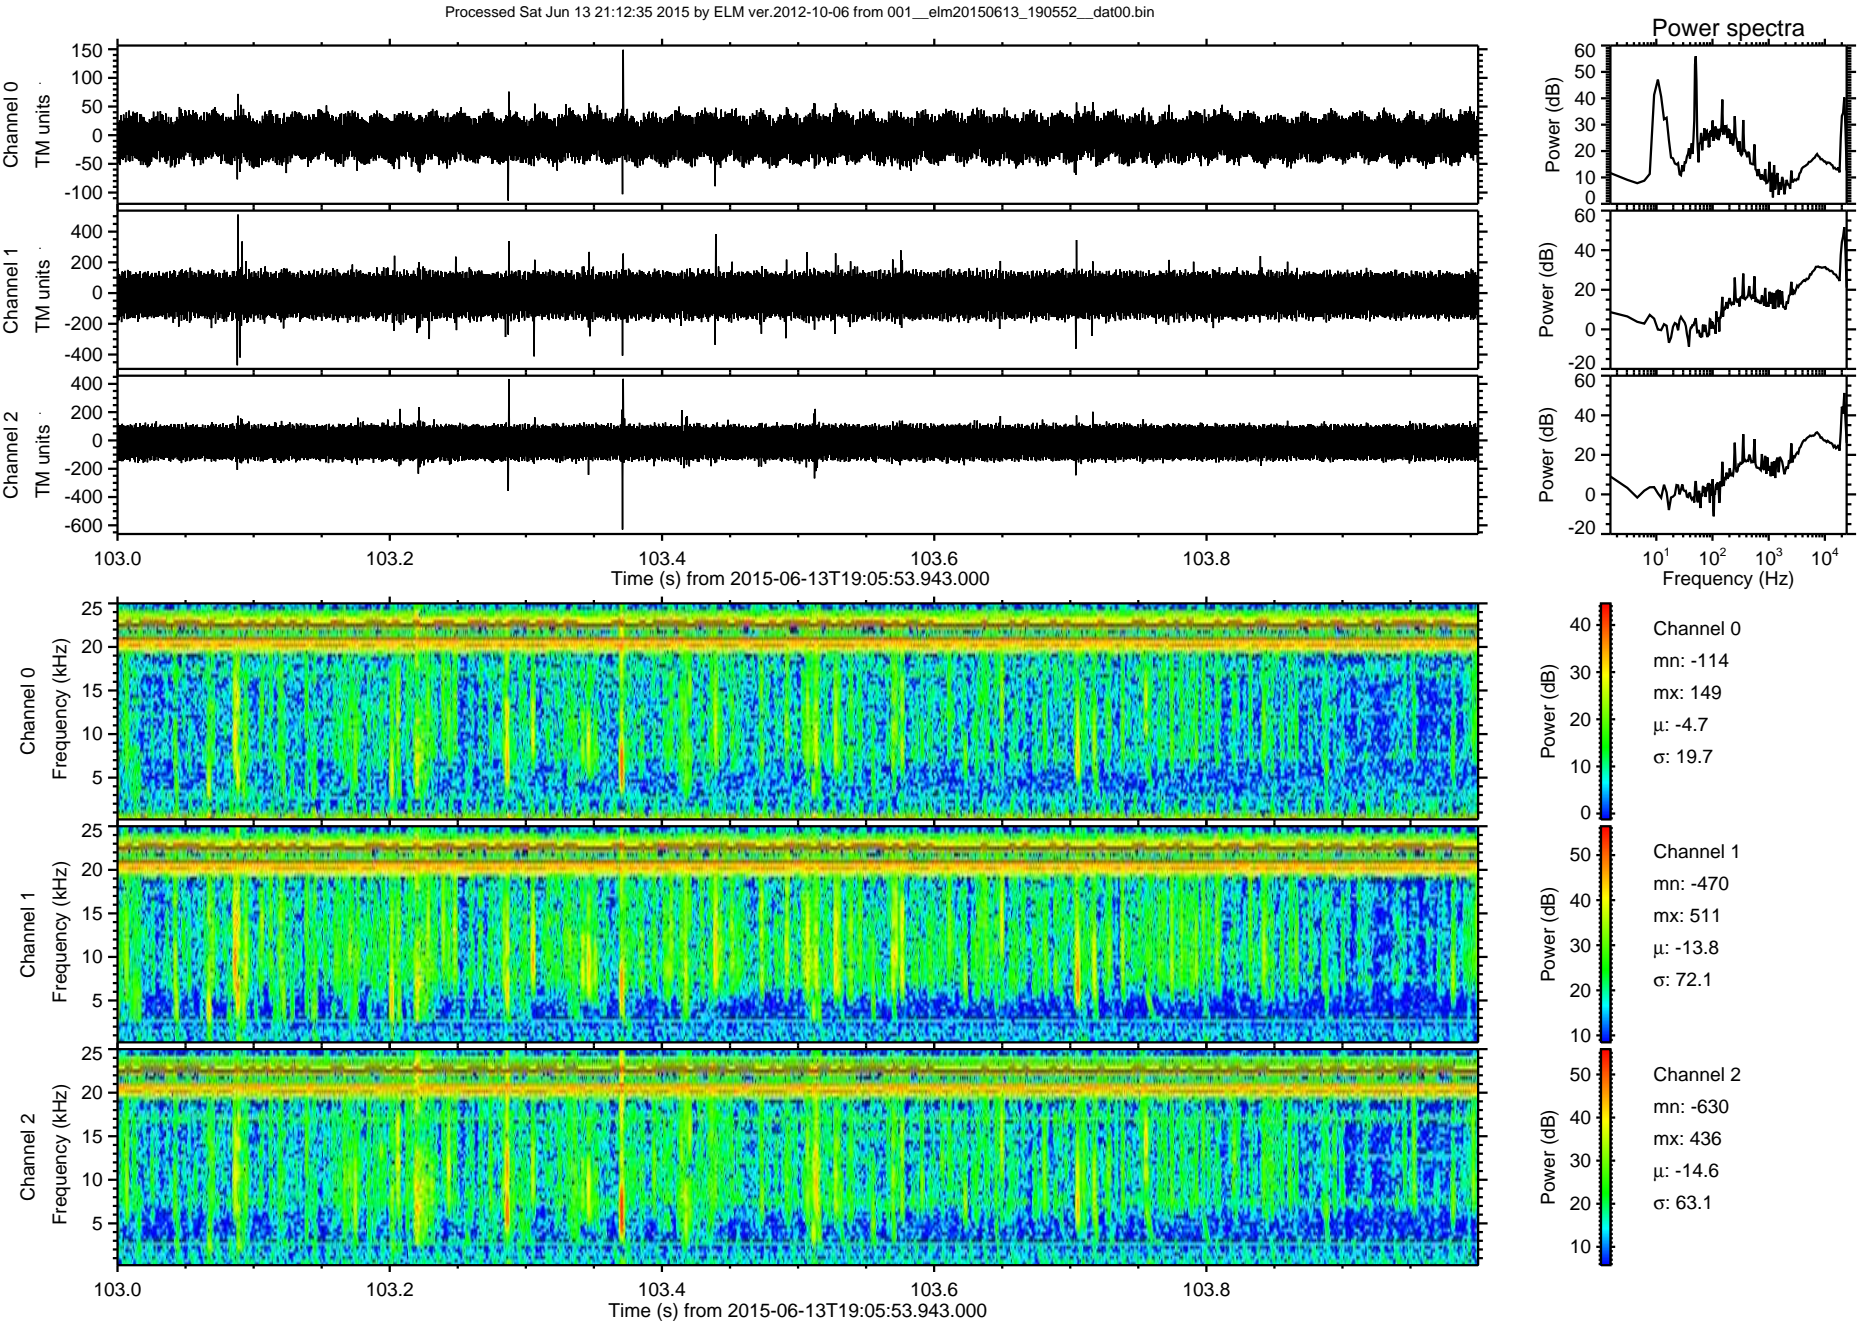 Processed Sat Jun 13 21:12:35 2015 by ELM ver.2012-10-06 from 001__elm20150613_190552__dat00.bin
Power spectra
Channel 0
TM units
150
100
50
0
-50
-100
Power (dB)
60
50
40
30
20
10
0
Channel 1
TM units
400
200
0
-200
-400
Power (dB)
60
40
20
0
-20
Channel 2
TM units
400
200
0
-200
-400
-600
Power (dB)
60
40
20
0
-20
103.0 103.2 103.4 103.6 103.8
Time (s) from 2015-06-13T19:05:53.943.000
10¹ 10² 10³ 10⁴
Frequency (Hz)
Channel 0
Frequency (kHz)
25
20
15
10
5
Power (dB)
40
30
20
10
0
Channel 0
mn: -114
mx: 149
μ: -4.7
σ: 19.7
Channel 1
Frequency (kHz)
25
20
15
10
5
Power (dB)
50
40
30
20
10
Channel 1
mn: -470
mx: 511
μ: -13.8
σ: 72.1
Channel 2
Frequency (kHz)
25
20
15
10
5
Power (dB)
50
40
30
20
10
Channel 2
mn: -630
mx: 436
μ: -14.6
σ: 63.1
103.0 103.2 103.4 103.6 103.8
Time (s) from 2015-06-13T19:05:53.943.000